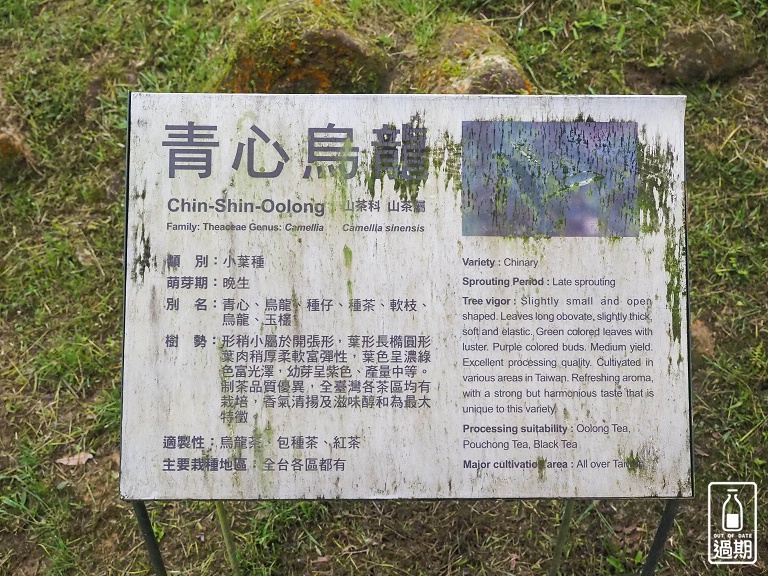 青心烏龍
Chin-Shin-Oolong 山茶科 山茶屬
Family: Theaceae Genus: Camellia Camellia sinensis
類 別：小葉種
萌芽期：晚生
別 名：青心、烏龍、種仔、種茶、軟枝、
烏龍、玉
樹 勢：形稍小屬於開張形，葉形長橢圓形
葉肉稍厚柔軟富彈性，葉色呈濃綠
色富光澤，幼芽呈紫色、產量中等。
制茶品質優異，全臺灣各茶區均有
栽培，香氣清揚及滋味醇和為最大
特徵
適製性：烏龍茶、包種茶、紅茶
主要栽種地區：全台各區都有
Variety : Chinary
Sprouting Period : Late sprouting
Tree vigor : Slightly small and open
shaped. Leaves long obovate, slightly thick,
soft and elastic. Green colored leaves with
luster. Purple colored buds. Medium yield.
Excellent processing quality. Cultivated in
various areas in Taiwan. Refreshing aroma,
with a strong but harmonious taste that is
unique to this variety.
Processing suitability : Oolong Tea,
Pouchong Tea, Black Tea
Major cultivation area : All over Taiwan
OUT OF DATE
過期